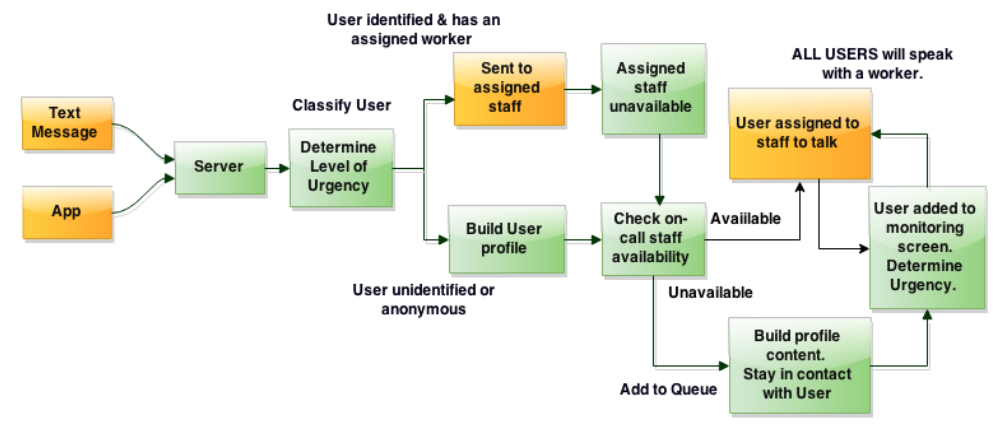 User identified & has an
assigned worker
Sent to
assigned
staff
Assigned
staff
unavailable
ALL USERS will speak
with a worker.
Text
Message
Classify User
User assigned to
staff to talk
Server
Determine
Level of
Urgency
App
Build User
profile
Check on-
call staff
availability
Avaiilable
User added to
monitoring
screen.
Determine
Urgency.
User unidentified or
anonymous
Unavailable
Build profile
content.
Stay in contact
with User
Add to Queue